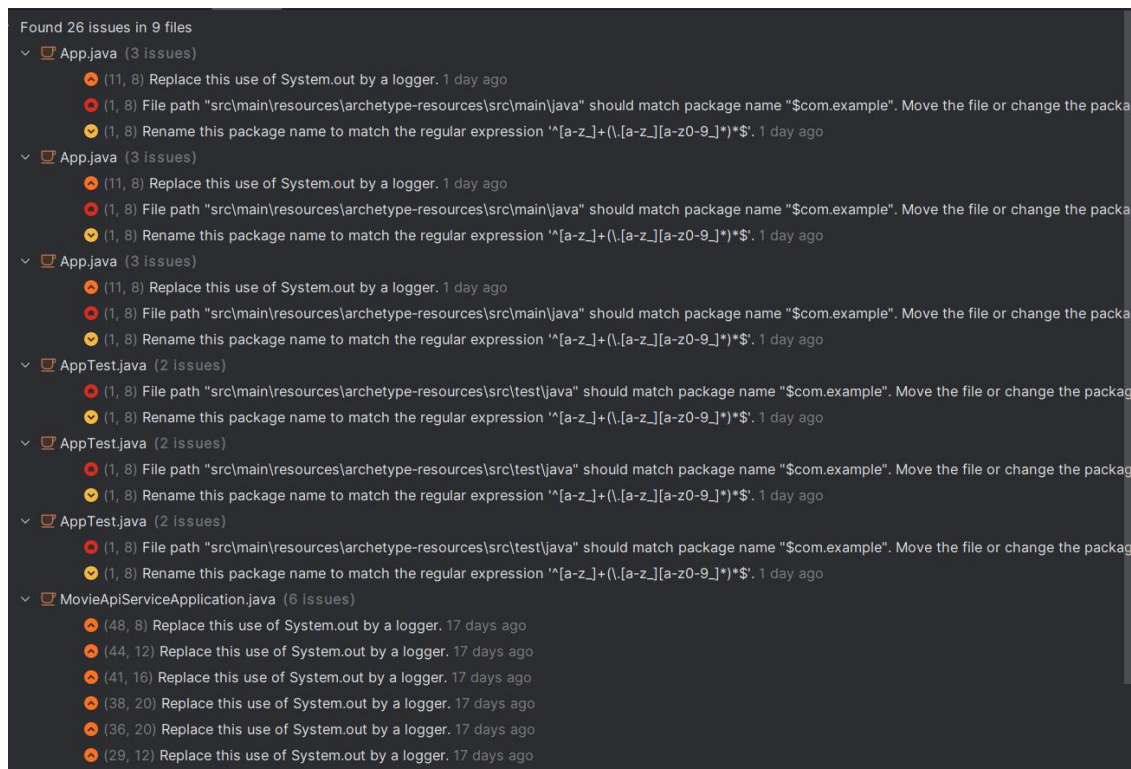 Found 26 issues in 9 files
App.java (3 issues)
(11, 8) Replace this use of System.out by a logger. 1 day ago
(1, 8) File path "src\main\resources\archetype-resources\src\main\java" should match package name "$com.example". Move the file or change the packa
(1, 8) Rename this package name to match the regular expression '^[a-z_]+(\.[a-z_][a-z0-9_]*)*$'. 1 day ago
App.java (3 issues)
(11, 8) Replace this use of System.out by a logger. 1 day ago
(1, 8) File path "src\main\resources\archetype-resources\src\main\java" should match package name "$com.example". Move the file or change the packa
(1, 8) Rename this package name to match the regular expression '^[a-z_]+(\.[a-z_][a-z0-9_]*)*$'. 1 day ago
App.java (3 issues)
(11, 8) Replace this use of System.out by a logger. 1 day ago
(1, 8) File path "src\main\resources\archetype-resources\src\main\java" should match package name "$com.example". Move the file or change the packa
(1, 8) Rename this package name to match the regular expression '^[a-z_]+(\.[a-z_][a-z0-9_]*)*$'. 1 day ago
AppTest.java (2 issues)
(1, 8) File path "src\main\resources\archetype-resources\src\test\java" should match package name "$com.example". Move the file or change the packag
(1, 8) Rename this package name to match the regular expression '^[a-z_]+(\.[a-z_][a-z0-9_]*)*$'. 1 day ago
AppTest.java (2 issues)
(1, 8) File path "src\main\resources\archetype-resources\src\test\java" should match package name "$com.example". Move the file or change the packag
(1, 8) Rename this package name to match the regular expression '^[a-z_]+(\.[a-z_][a-z0-9_]*)*$'. 1 day ago
AppTest.java (2 issues)
(1, 8) File path "src\main\resources\archetype-resources\src\test\java" should match package name "$com.example". Move the file or change the packag
(1, 8) Rename this package name to match the regular expression '^[a-z_]+(\.[a-z_][a-z0-9_]*)*$'. 1 day ago
MovieApiServiceApplication.java (6 issues)
(48, 8) Replace this use of System.out by a logger. 17 days ago
(44, 12) Replace this use of System.out by a logger. 17 days ago
(41, 16) Replace this use of System.out by a logger. 17 days ago
(38, 20) Replace this use of System.out by a logger. 17 days ago
(36, 20) Replace this use of System.out by a logger. 17 days ago
(29, 12) Replace this use of System.out by a logger. 17 days ago